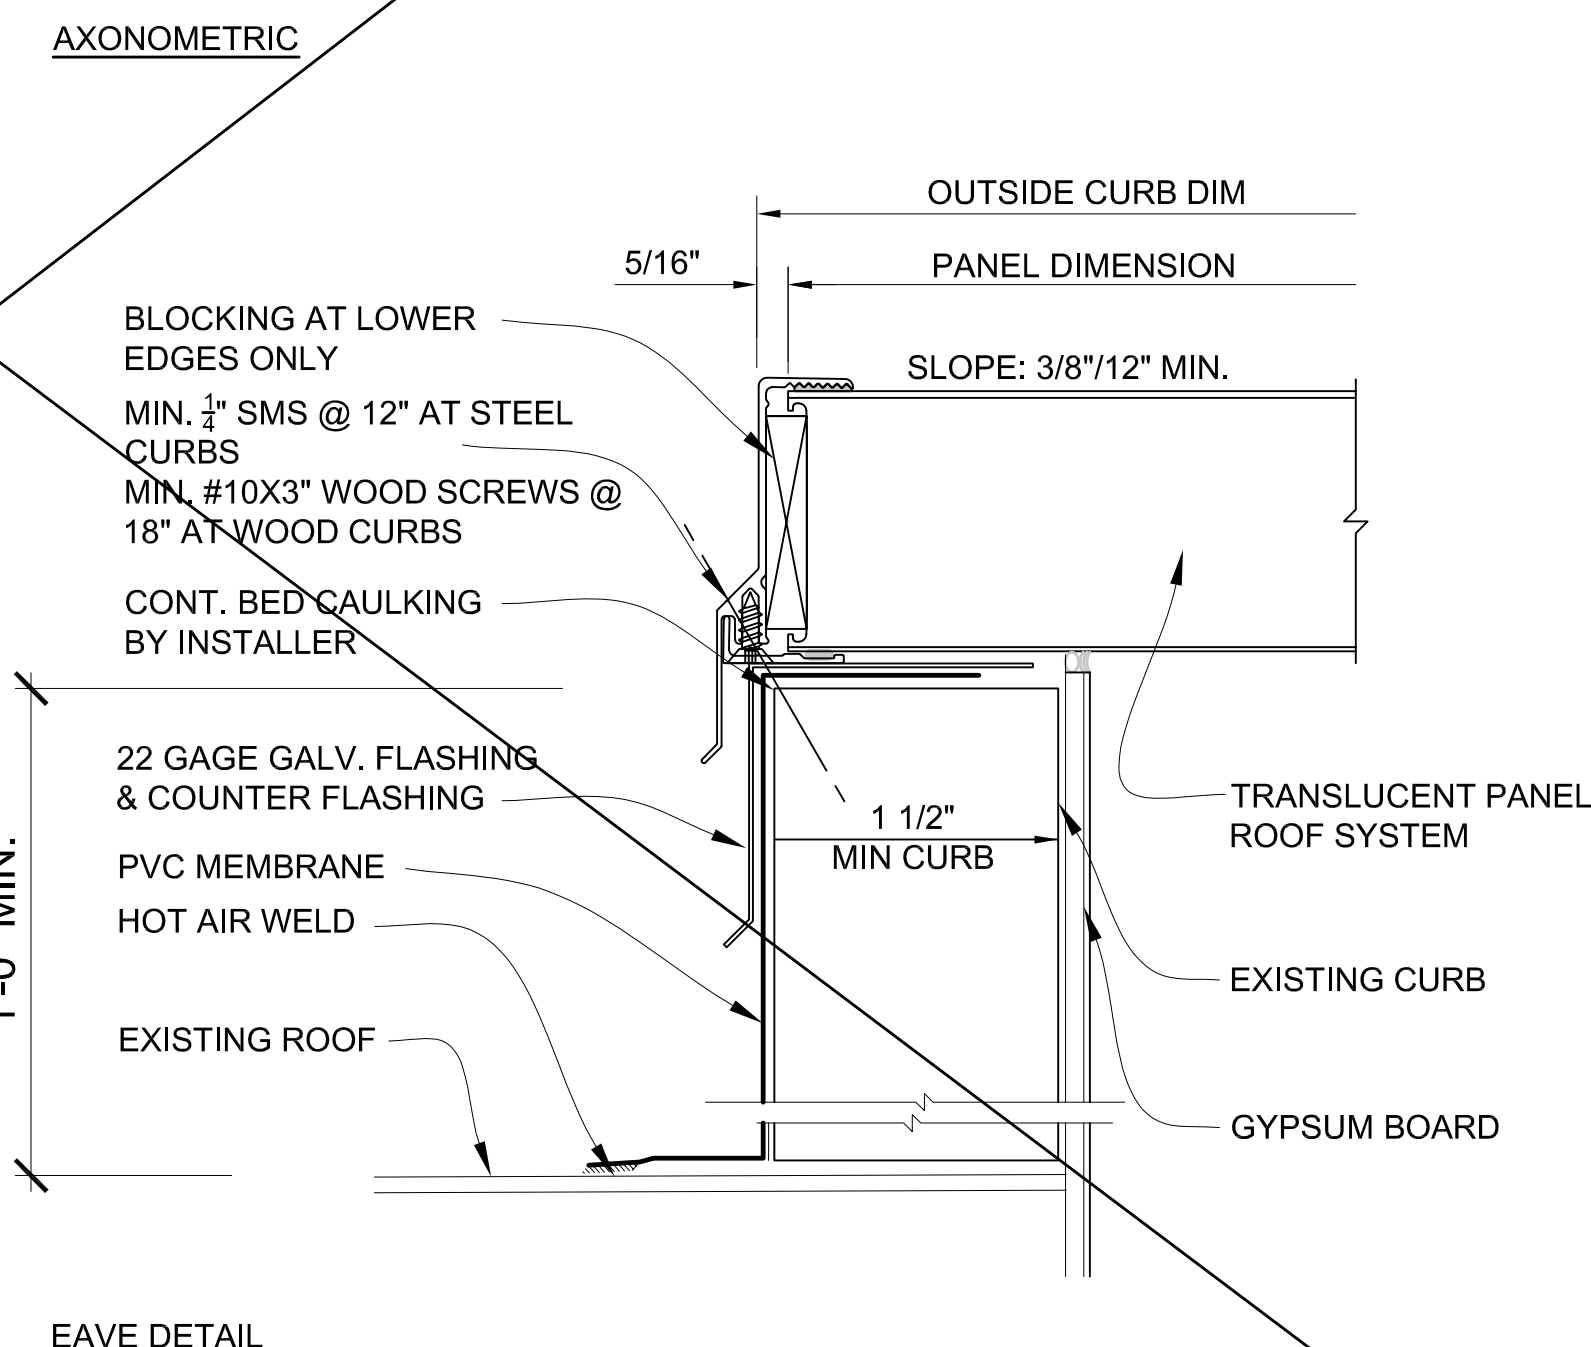 AXONOMETRIC
OUTSIDE CURB DIM
5/16"
PANEL DIMENSION
BLOCKING AT LOWER
EDGES ONLY
SLOPE: 3/8"/12" MIN.
MIN. 1/4" SMS @ 12" AT STEEL
CURBS
MIN. #10X3" WOOD SCREWS @
18" AT WOOD CURBS
CONT. BED CAULKING
BY INSTALLER
22 GAGE GALV. FLASHING
& COUNTER FLASHING
TRANSLUCENT PANEL
ROOF SYSTEM
1 1/2"
MIN CURB
MIN.
PVC MEMBRANE
HOT AIR WELD
EXISTING CURB
EXISTING ROOF
GYPSUM BOARD
EAVE DETAIL